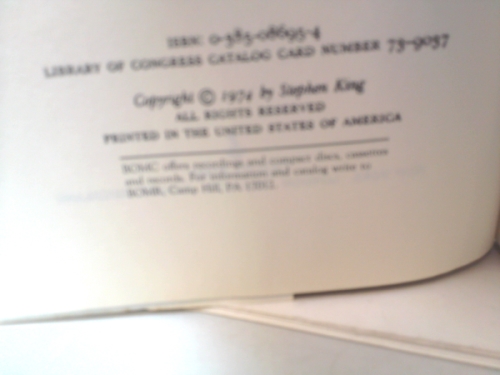 ISBN: 0-385-08695-4
LIBRARY OF CONGRESS CATALOG CARD NUMBER 73-9037
Copyright © 1974 by Stephen King
ALL RIGHTS RESERVED
PRINTED IN THE UNITED STATES OF AMERICA
BOMC offers recordings and compact discs, cassettes
and records. For information and catalog write to
BOMR, Camp Hill, PA 17012.